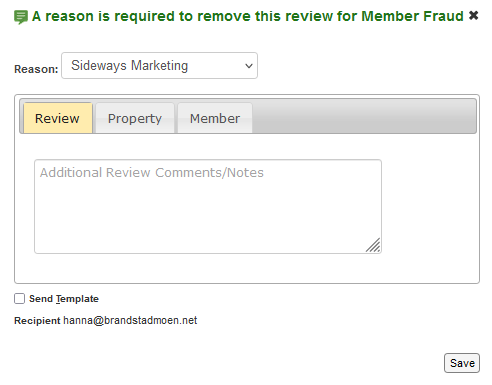 A reason is required to remove this review for Member Fraud ✖
Reason: Sideways Marketing
Review Property Member
Additional Review Comments/Notes
Send Template
Recipient hanna@brandstadmoen.net
Save